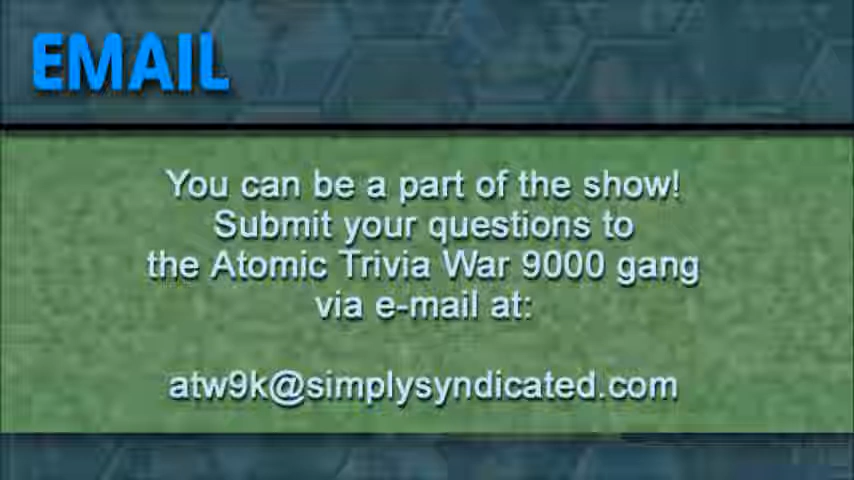 EMAIL
You can be a part of the show!
Submit your questions to
the Atomic Trivia War 9000 gang
via e-mail at:
atw9k@simplysyndicated.com